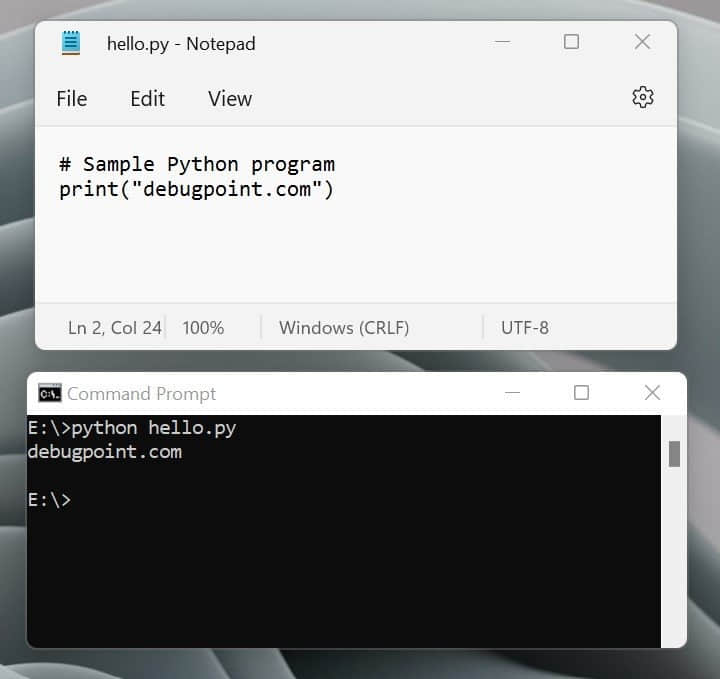 hello.py - Notepad
File Edit View
# Sample Python program
print("debugpoint.com")
Ln 2, Col 24 100% Windows (CRLF) UTF-8
C:\. Command Prompt
E:\>python hello.py
debugpoint.com
E:\>